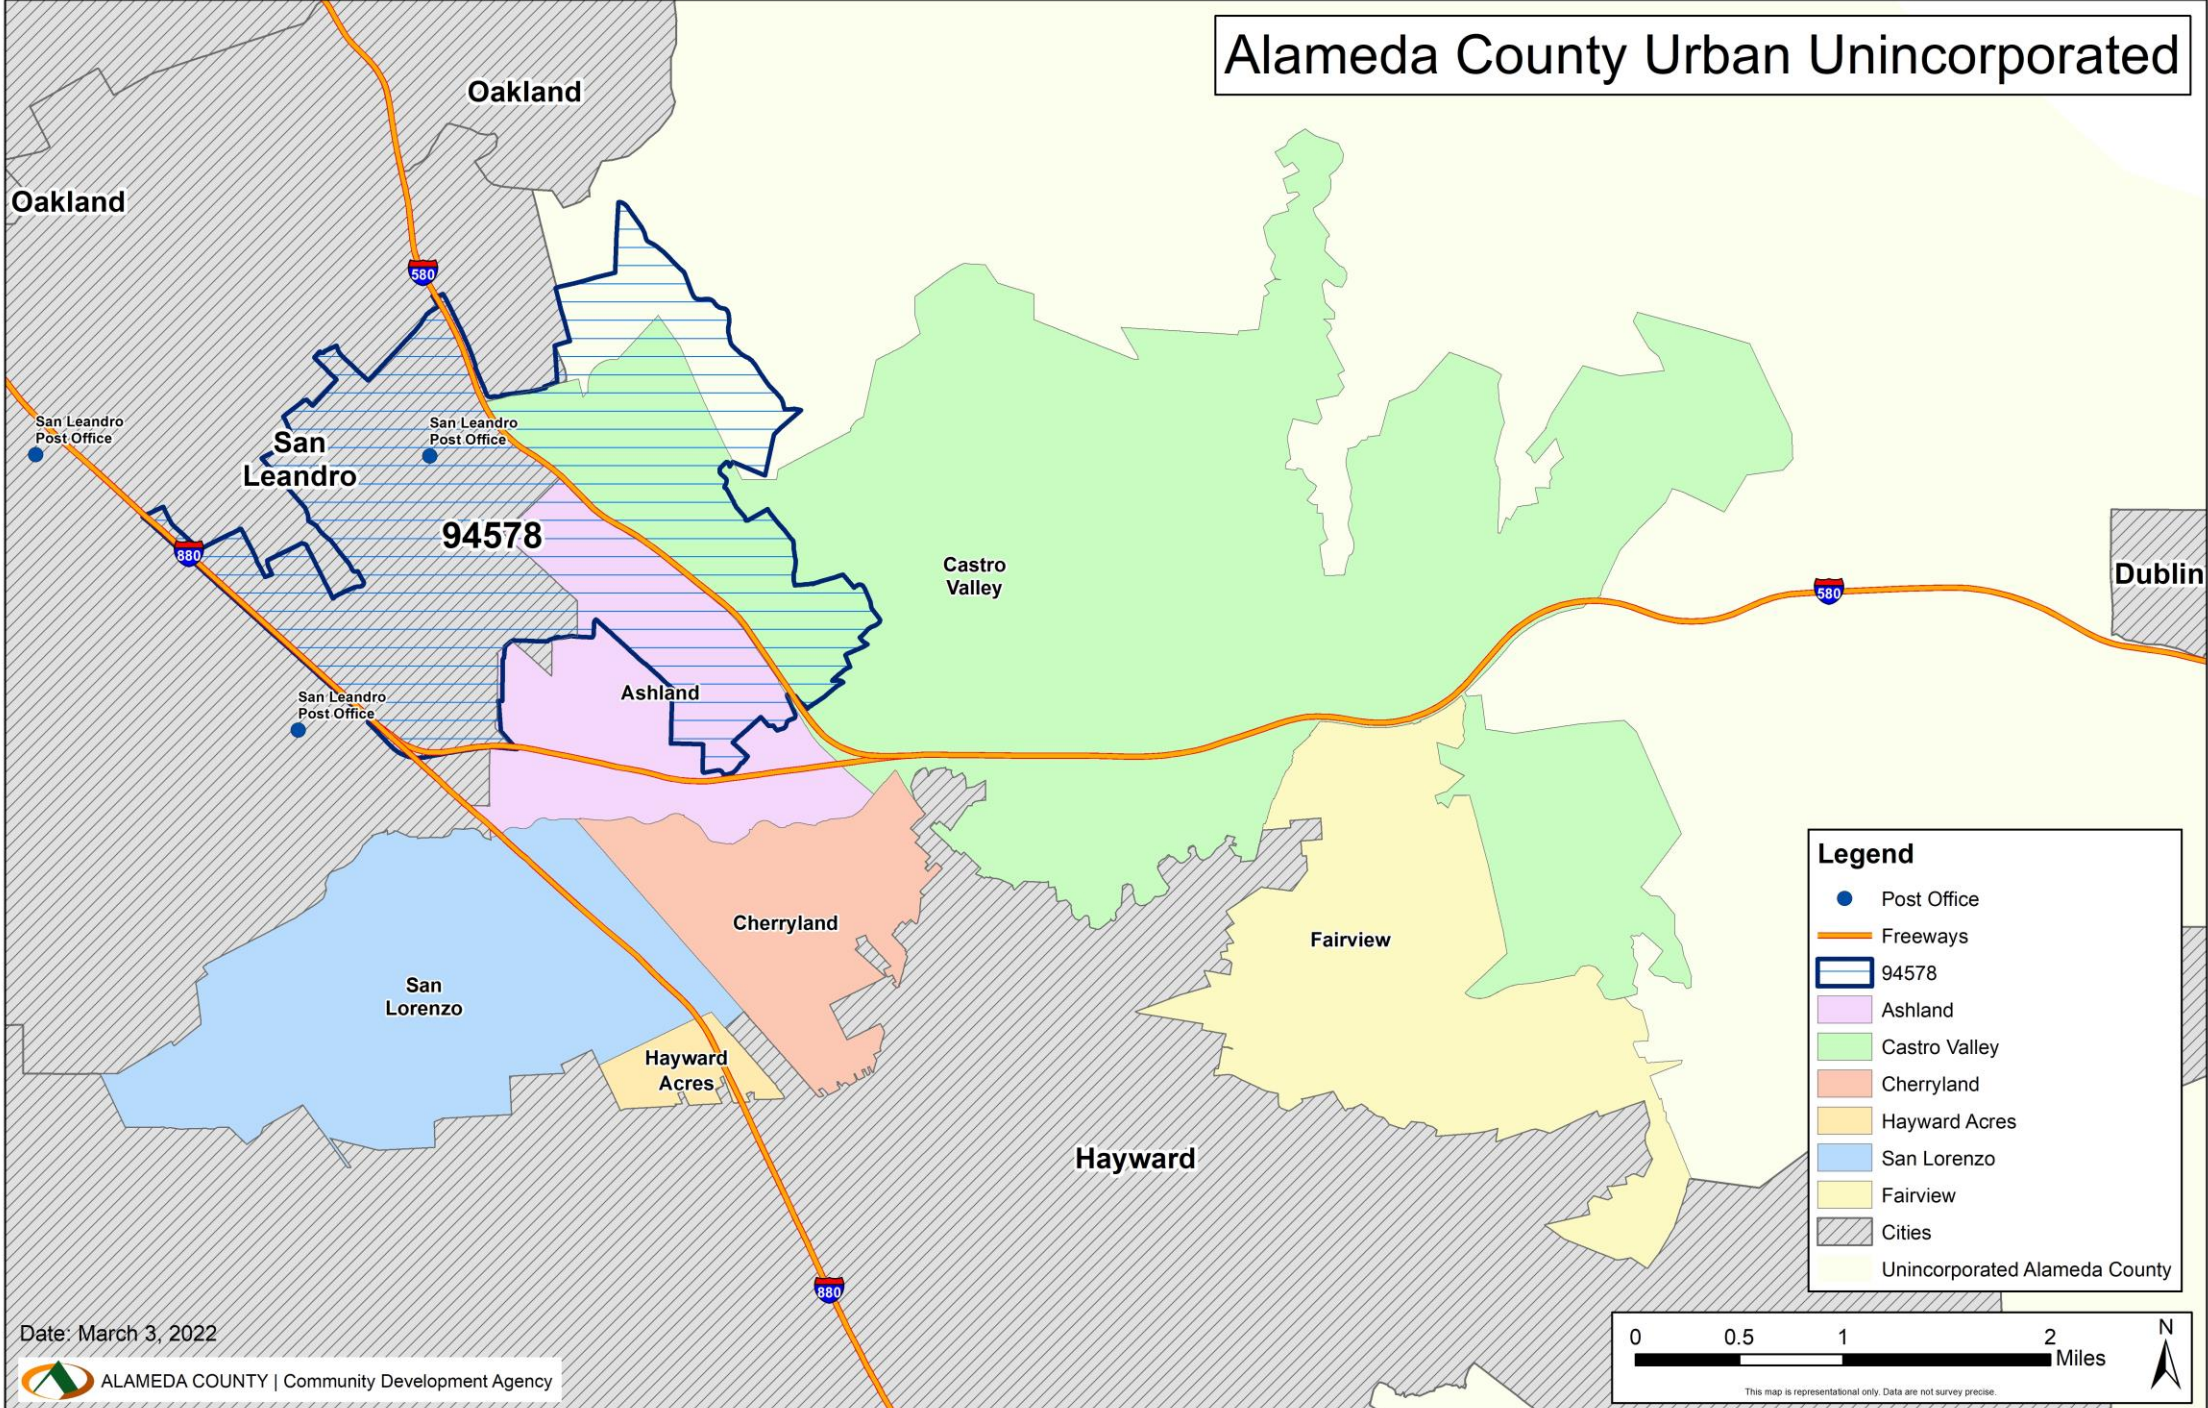 Alameda County Urban Unincorporated
Oakland
Oakland
580
San Leandro
Post Office
San
Leandro
San Leandro
Post Office
94578
880
Castro
Valley
580
Dublin
Ashland
San Leandro
Post Office
Cherryland
Fairview
San
Lorenzo
Hayward
Acres
Hayward
880
Legend
Post Office
Freeways
94578
Ashland
Castro Valley
Cherryland
Hayward Acres
San Lorenzo
Fairview
Cities
Unincorporated Alameda County
Date: March 3, 2022
ALAMEDA COUNTY | Community Development Agency
0 0.5 1 2
Miles
N
This map is representational only. Data are not survey precise.